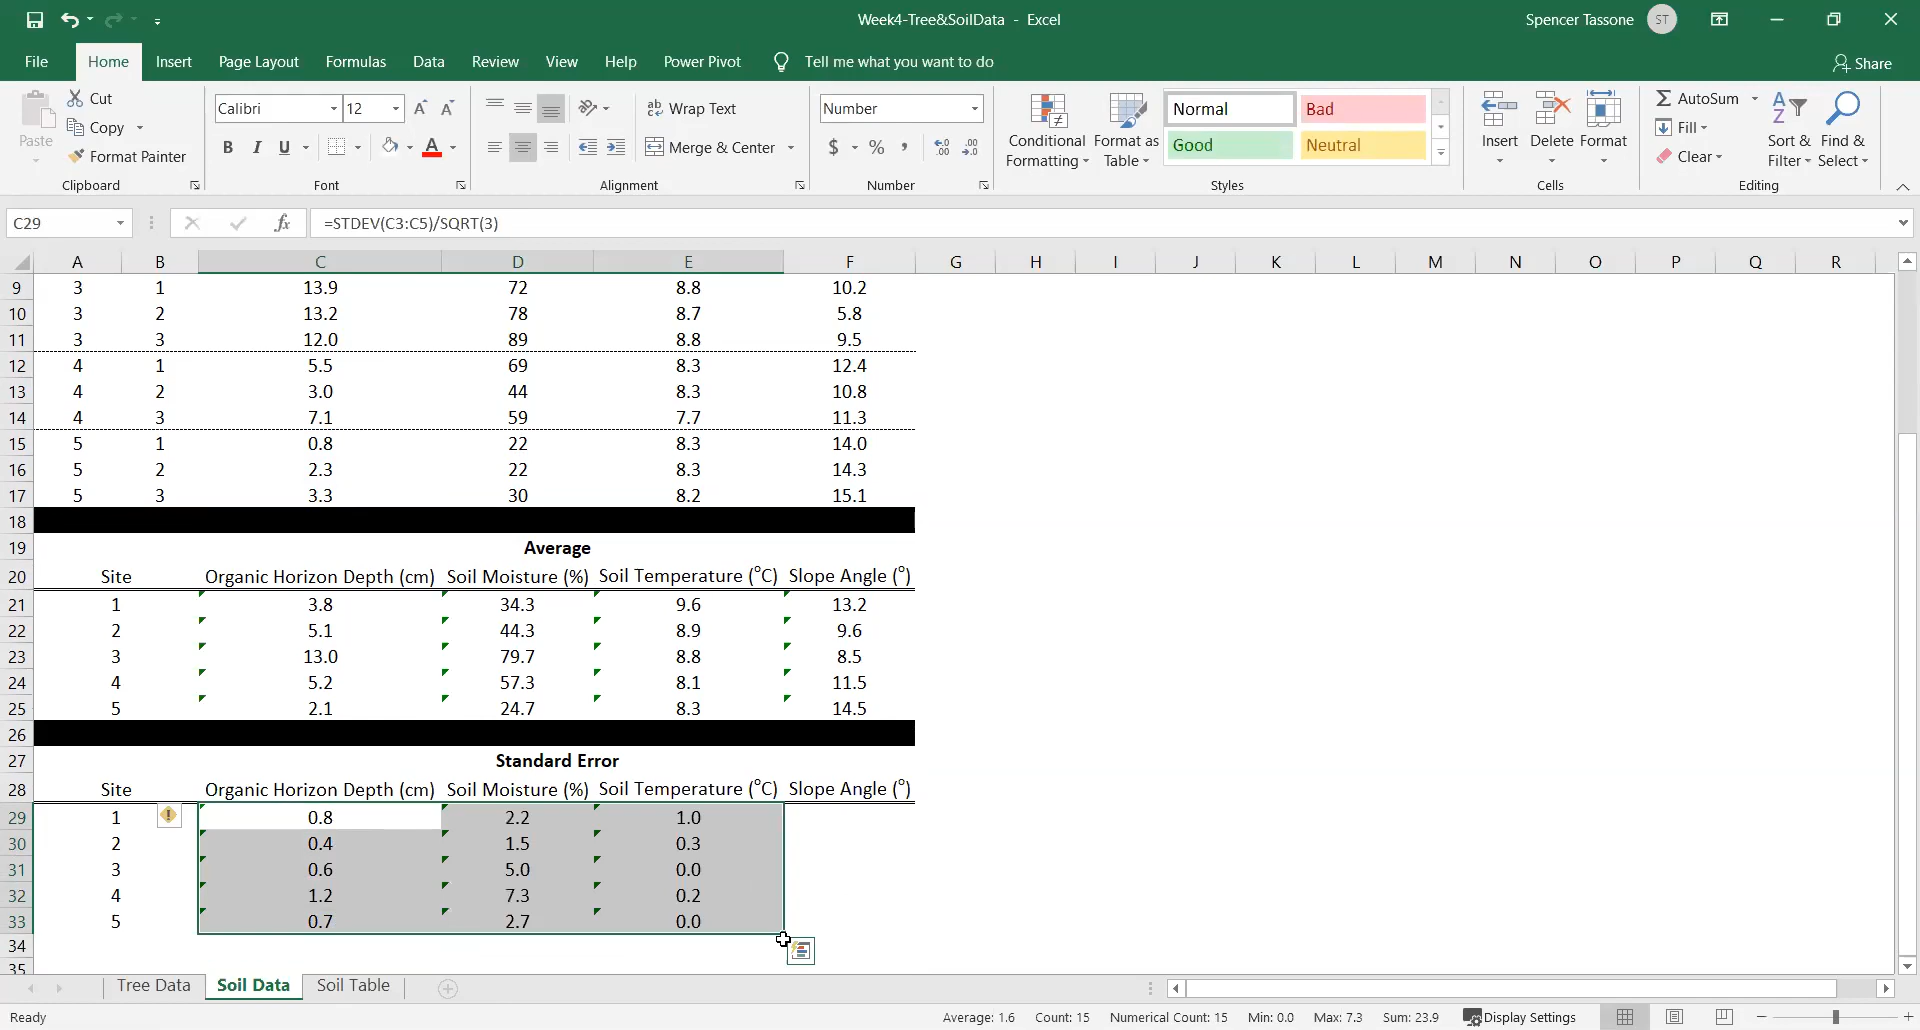 Week4-Tree&SoilData - Excel
Spencer Tassone ST
File Home Insert Page Layout Formulas Data Review View Help Power Pivot Tell me what you want to do Share
Paste Cut Copy Format Painter Clipboard
Calibri 12 B I U A Font
ab Wrap Text Merge & Center Alignment
Number $ % , Number
Conditional Formatting Format as Table Normal Bad Good Neutral Styles
Insert Delete Format Cells
AutoSum Fill Clear Sort & Filter Find & Select Editing
C29 fx =STDEV(C3:C5)/SQRT(3)
A B C D E F G H I J K L M N O P Q R
9 3 1 13.9 72 8.8 10.2
10 3 2 13.2 78 8.7 5.8
11 3 3 12.0 89 8.8 9.5
12 4 1 5.5 69 8.3 12.4
13 4 2 3.0 44 8.3 10.8
14 4 3 7.1 59 7.7 11.3
15 5 1 0.8 22 8.3 14.0
16 5 2 2.3 22 8.3 14.3
17 5 3 3.3 30 8.2 15.1
18
19 Average
20 Site Organic Horizon Depth (cm) Soil Moisture (%) Soil Temperature (°C) Slope Angle (°)
21 1 3.8 34.3 9.6 13.2
22 2 5.1 44.3 8.9 9.6
23 3 13.0 79.7 8.8 8.5
24 4 5.2 57.3 8.1 11.5
25 5 2.1 24.7 8.3 14.5
26
27 Standard Error
28 Site Organic Horizon Depth (cm) Soil Moisture (%) Soil Temperature (°C) Slope Angle (°)
29 1 0.8 2.2 1.0
30 2 0.4 1.5 0.3
31 3 0.6 5.0 0.0
32 4 1.2 7.3 0.2
33 5 0.7 2.7 0.0
34
35
Tree Data Soil Data Soil Table
Ready Average: 1.6 Count: 15 Numerical Count: 15 Min: 0.0 Max: 7.3 Sum: 23.9 Display Settings